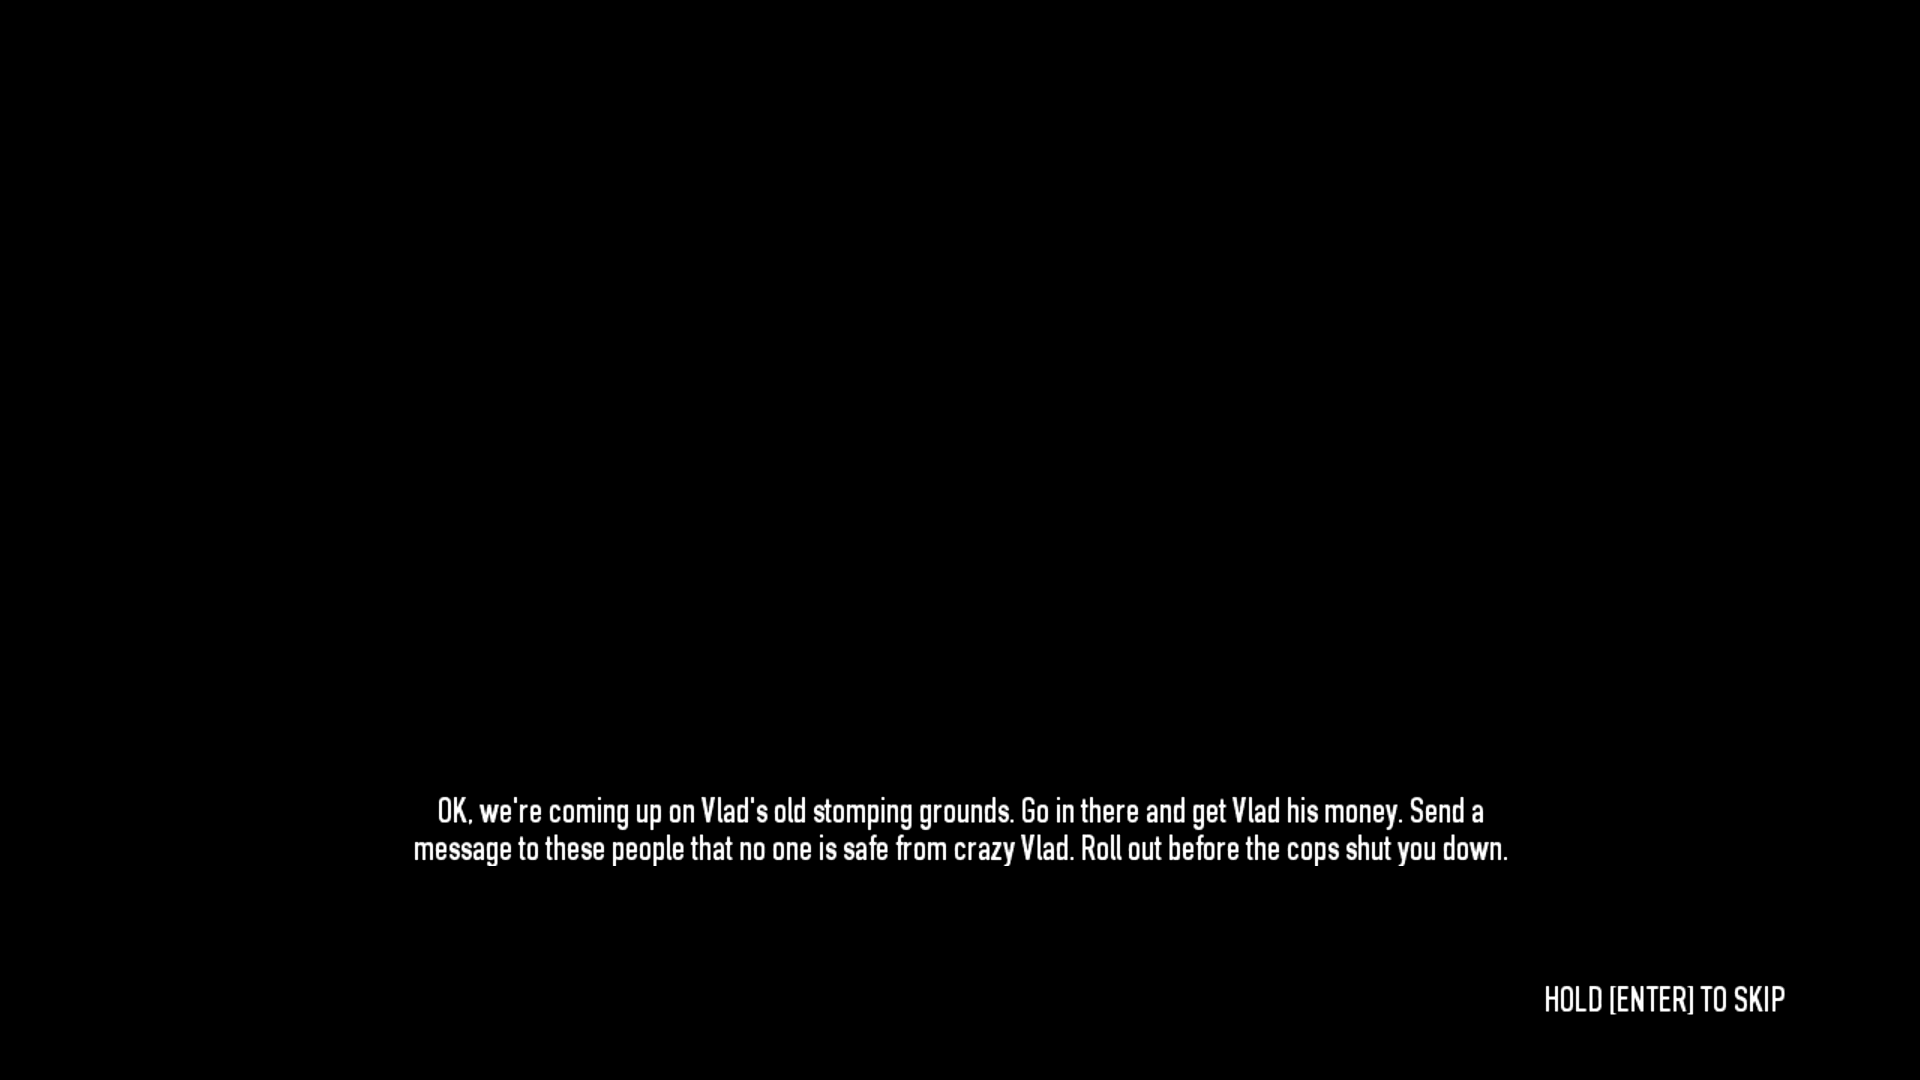 OK, we're coming up on Vlad's old stomping grounds. Go in there and get Vlad his money. Send a
message to these people that no one is safe from crazy Vlad. Roll out before the cops shut you down.
HOLD [ENTER] TO SKIP